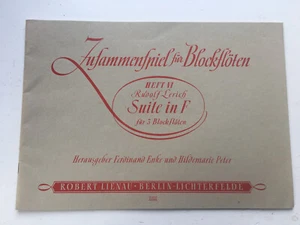 Zusammenspiel für Blockflöten
HEFT VI
Rudolf Lerich
Suite in F
für 3 Blockflöten
Herausgeber Ferdinand Enke und Hildemarie Peter
ROBERT LIENAU · BERLIN-LICHTERFELDE